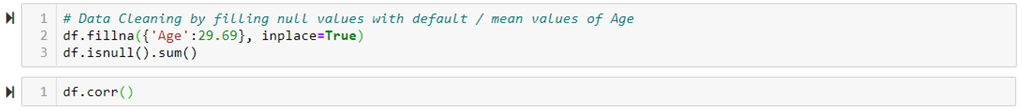 1 # Data Cleaning by filling null values with default / mean values of Age
2 df.fillna({'Age':29.69}, inplace=True)
3 df.isnull().sum()
1 df.corr()